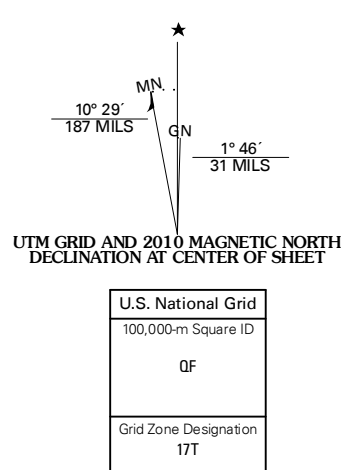 ★
MN
10° 29´
187 MILS
GN
1° 46´
31 MILS
UTM GRID AND 2010 MAGNETIC NORTH
DECLINATION AT CENTER OF SHEET
U.S. National Grid
100,000-m Square ID
QF
Grid Zone Designation
17T